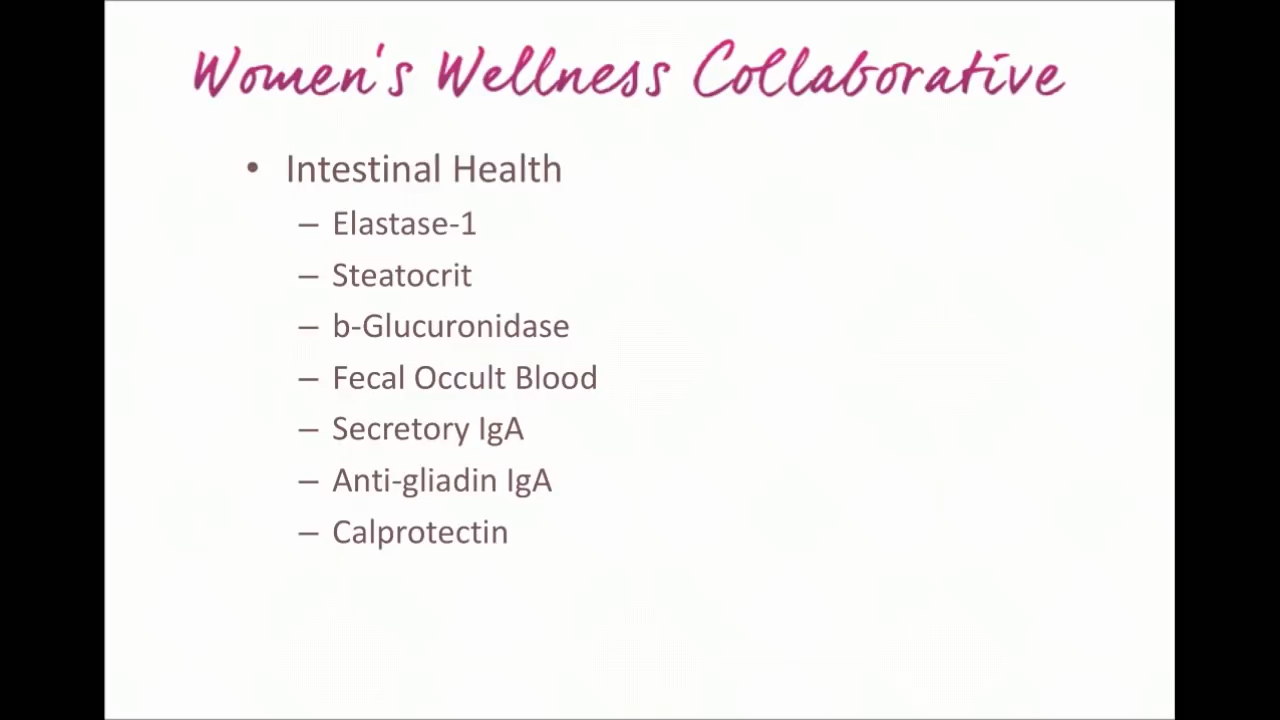 Women's Wellness Collaborative
• Intestinal Health
– Elastase-1
– Steatocrit
– b-Glucuronidase
– Fecal Occult Blood
– Secretory IgA
– Anti-gliadin IgA
– Calprotectin